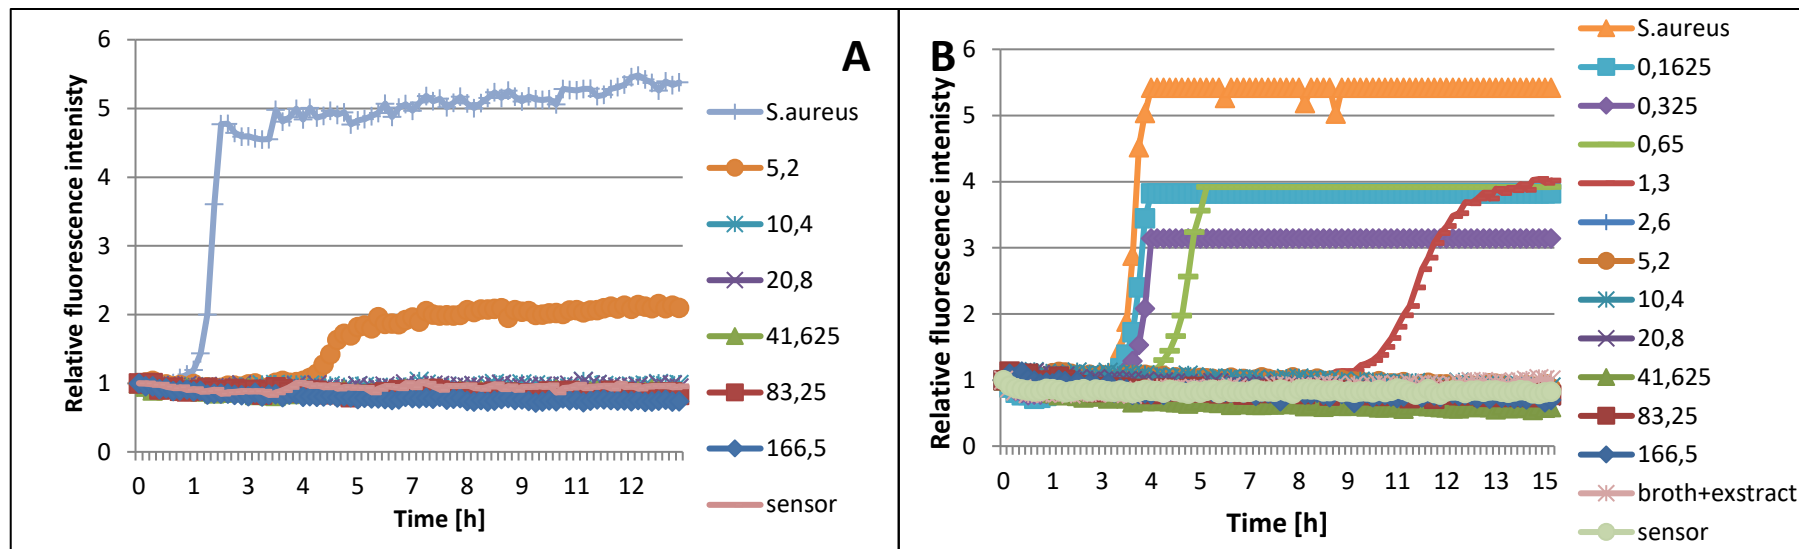 A
Relative fluorescence intenisty
6
5
4
3
2
1
0
0 1 3 4 5 7 8 9 11 12
Time [h]
S.aureus
5,2
10,4
20,8
41,625
83,25
166,5
sensor
B
Relative fluorescence intenisty
6
5
4
3
2
1
0
0 1 3 4 5 7 8 9 11 12 13 15
Time [h]
S.aureus
0,1625
0,325
0,65
1,3
2,6
5,2
10,4
20,8
41,625
83,25
166,5
broth+exstract
sensor